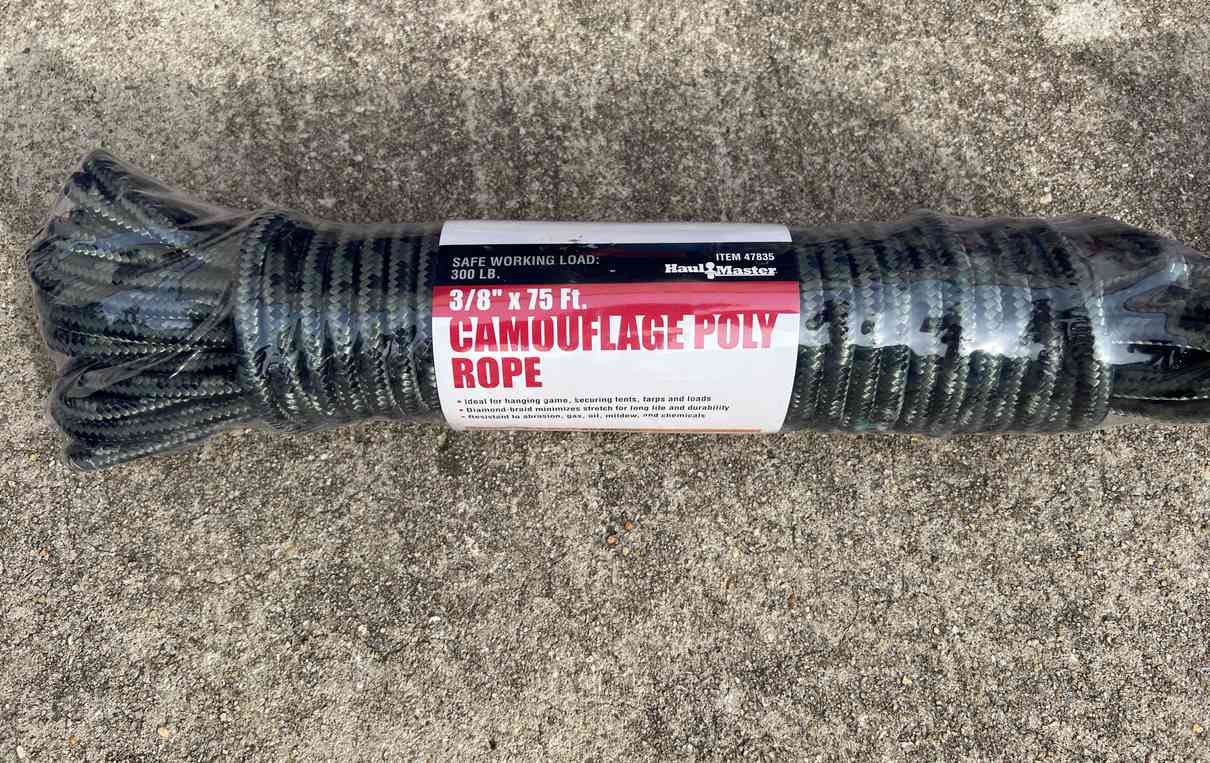 SAFE WORKING LOAD:
300 LB.
ITEM 47835
Haul Master
3/8" x 75 Ft.
CAMOUFLAGE POLY
ROPE
• Ideal for hanging game, securing tents, tarps and loads
• Diamond-braid minimizes stretch for long life and durability
• Resistant to abrasion, gas, oil, mildew, and chemicals